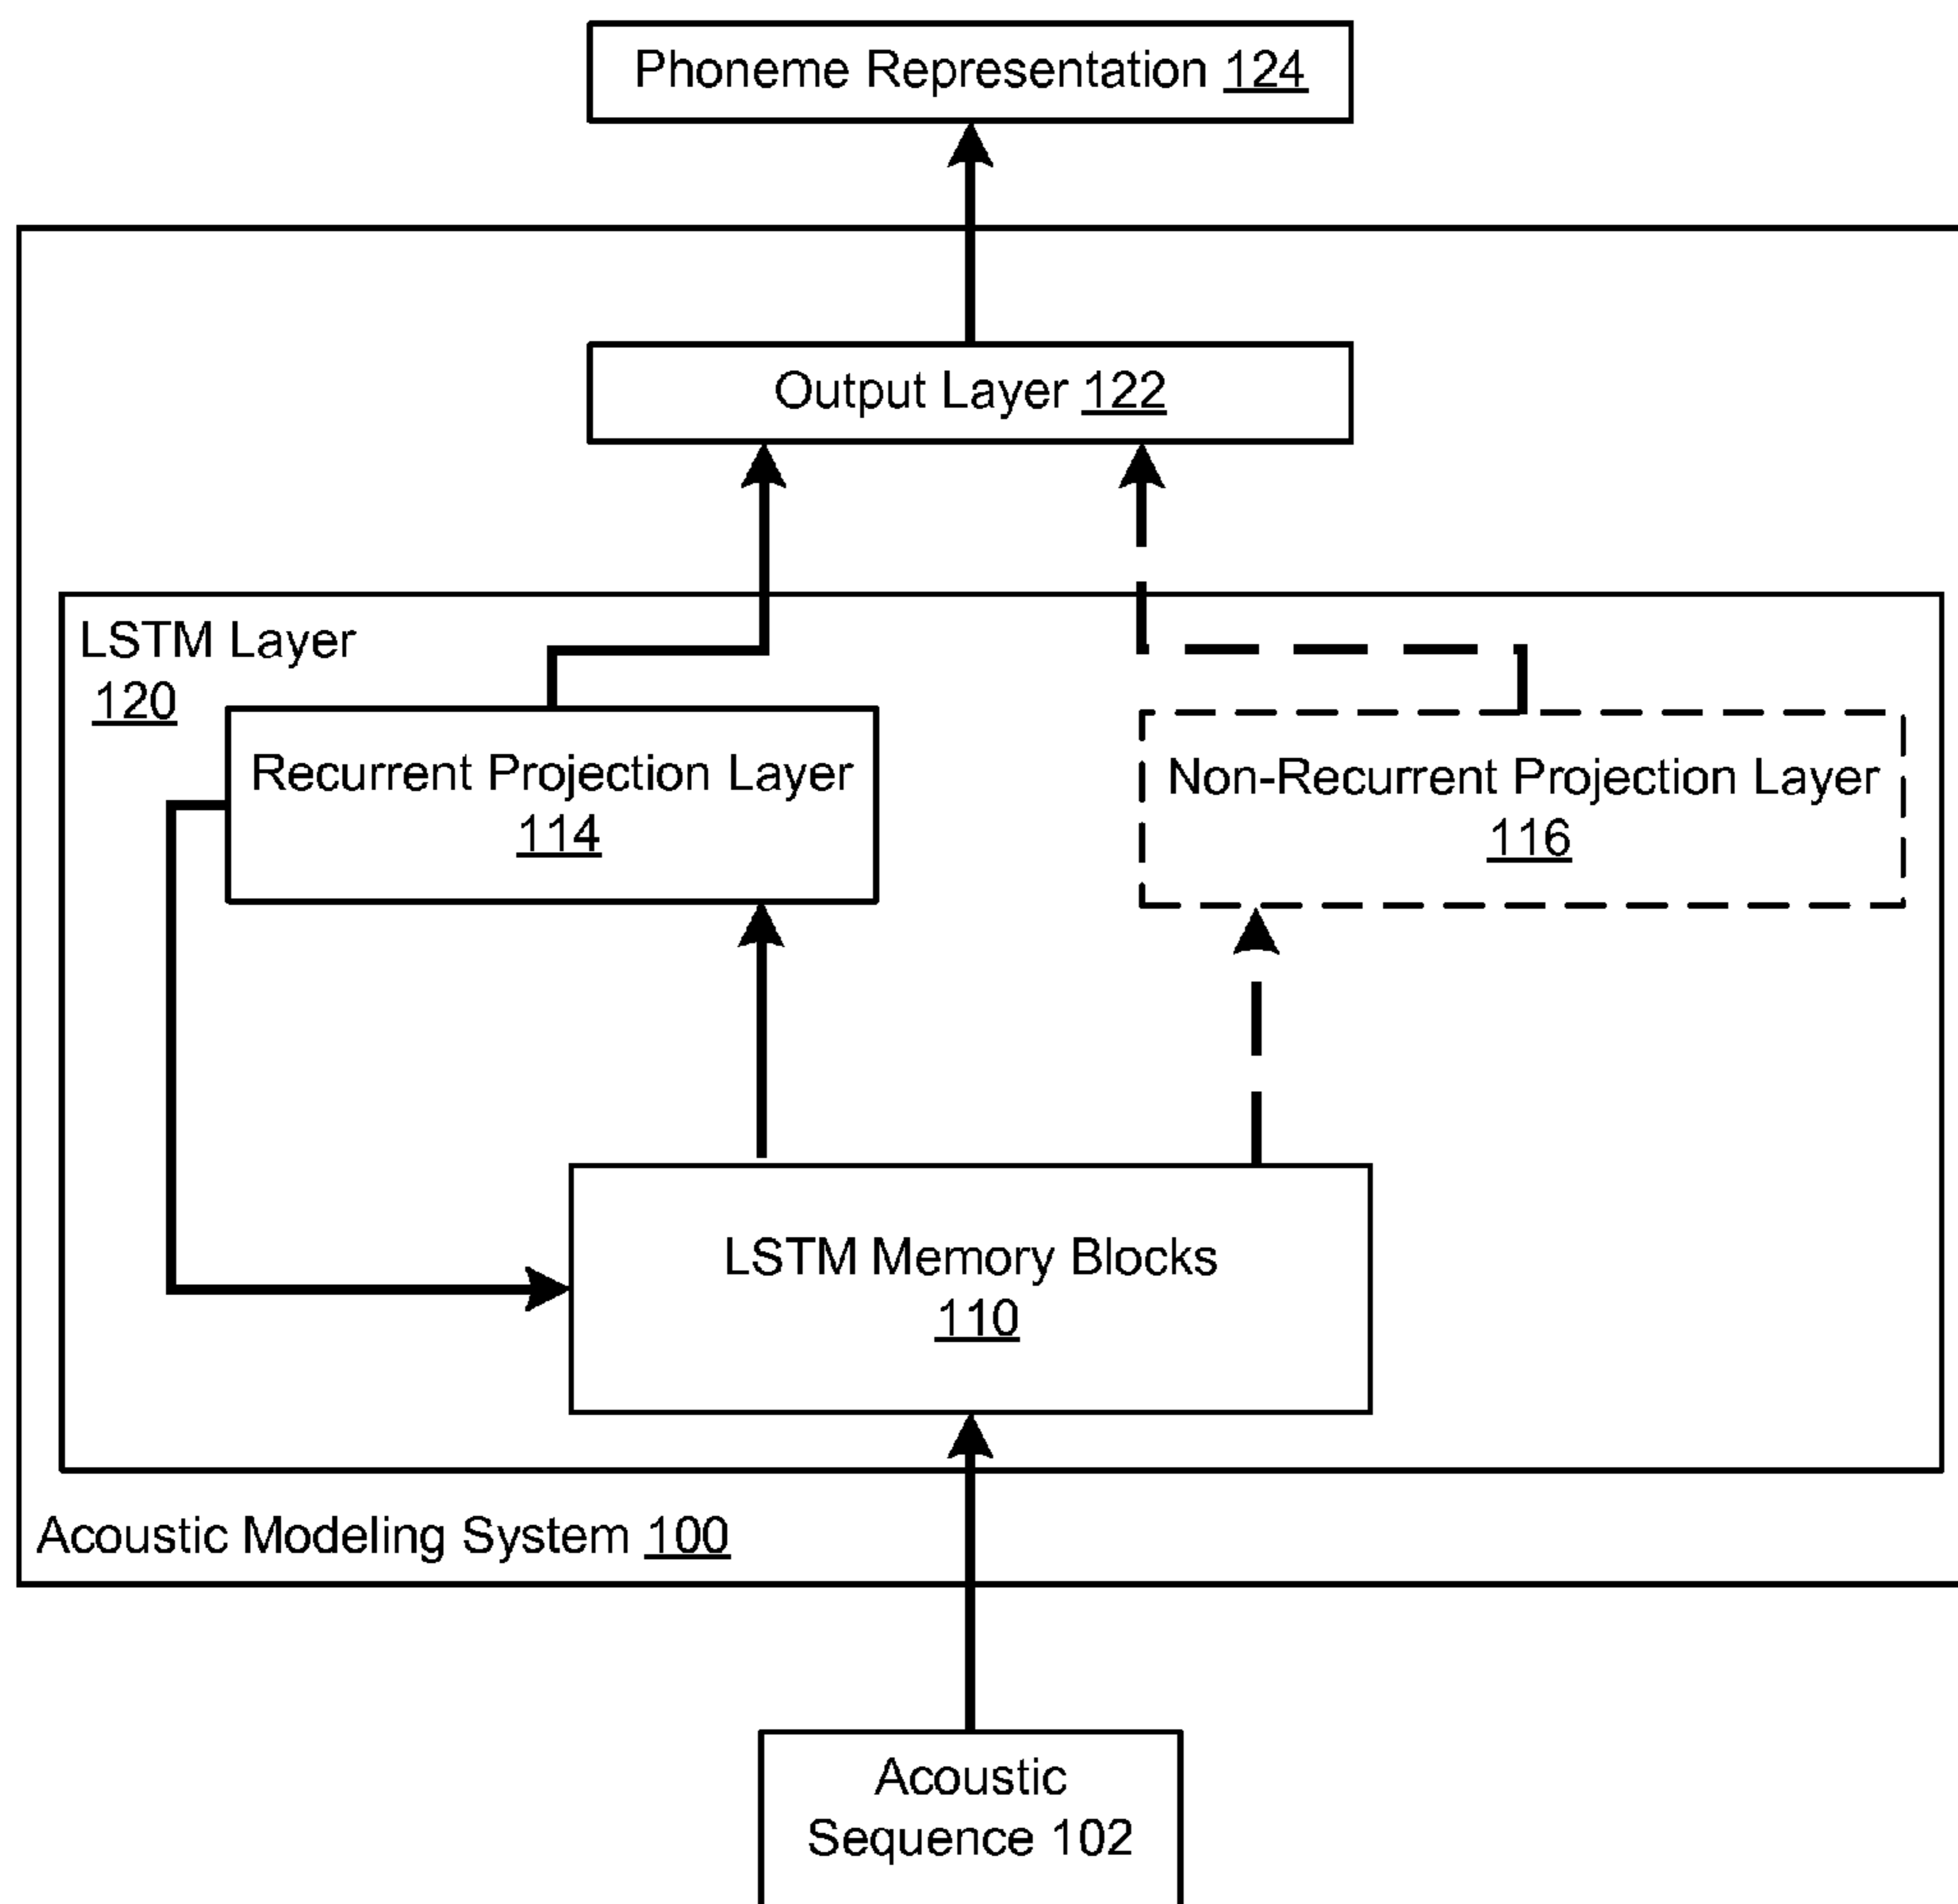 Phoneme Representation 124
Output Layer 122
LSTM Layer
120
Recurrent Projection Layer
114
Non-Recurrent Projection Layer
116
LSTM Memory Blocks
110
Acoustic Modeling System 100
Acoustic
Sequence 102